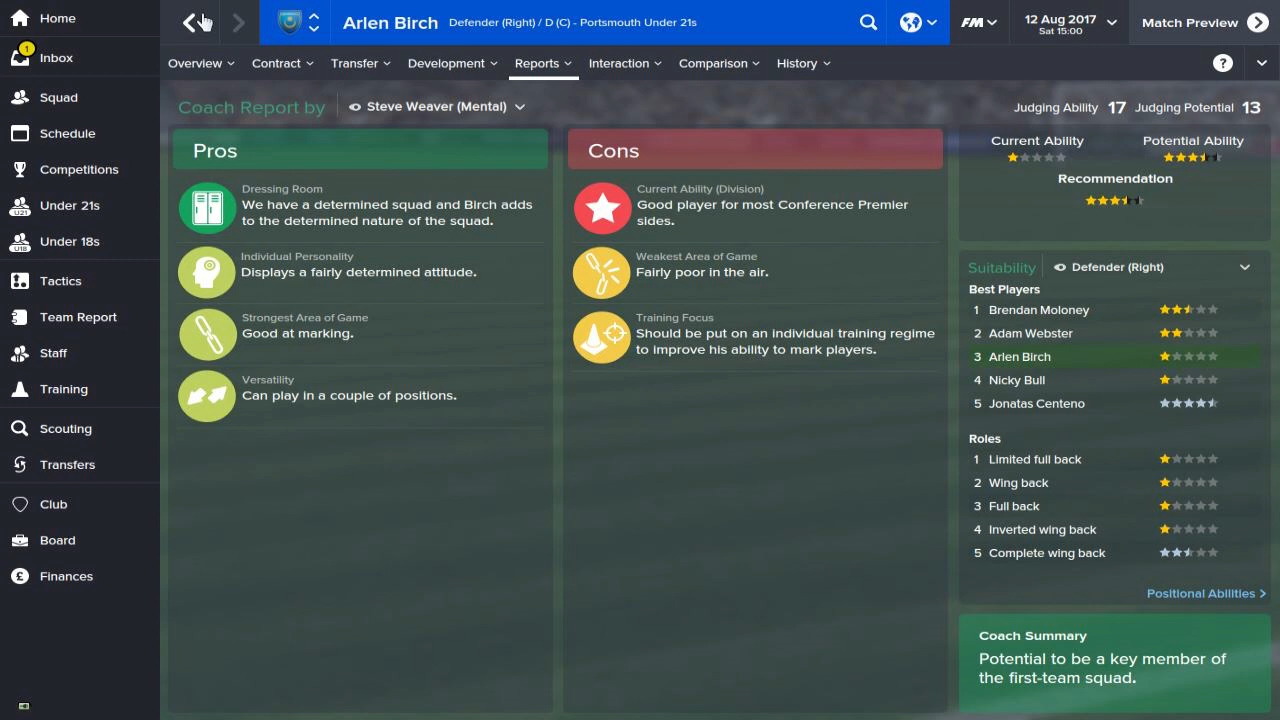 Home
Arlen Birch
Defender (Right) / D (C) - Portsmouth Under 21s
FM
12 Aug 2017
Sat 15:00
Match Preview
1
Inbox
Overview
Contract
Transfer
Development
Reports
Interaction
Comparison
History
?
Squad
Schedule
Competitions
U21
Under 21s
U18
Under 18s
Tactics
Team Report
Staff
Training
Scouting
Transfers
Club
Board
£
Finances
Coach Report by
Steve Weaver (Mental)
Judging Ability 17 Judging Potential 13
Pros
Dressing Room
We have a determined squad and Birch adds
to the determined nature of the squad.
Individual Personality
Displays a fairly determined attitude.
Strongest Area of Game
Good at marking.
Versatility
Can play in a couple of positions.
Cons
Current Ability (Division)
Good player for most Conference Premier
sides.
Weakest Area of Game
Fairly poor in the air.
Training Focus
Should be put on an individual training regime
to improve his ability to mark players.
Current Ability
Potential Ability
Recommendation
Suitability
Defender (Right)
Best Players
1 Brendan Moloney
2 Adam Webster
3 Arlen Birch
4 Nicky Bull
5 Jonatas Centeno
Roles
1 Limited full back
2 Wing back
3 Full back
4 Inverted wing back
5 Complete wing back
Positional Abilities >
Coach Summary
Potential to be a key member of
the first-team squad.